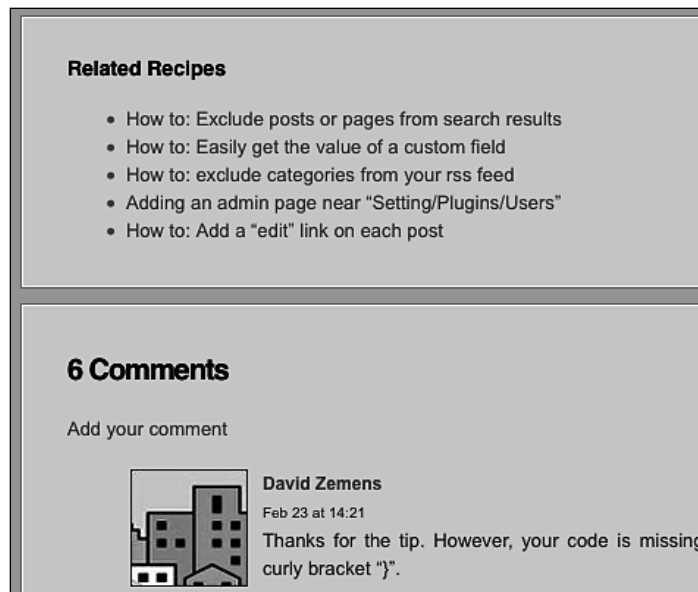 Related Recipes
How to: Exclude posts or pages from search results
How to: Easily get the value of a custom field
How to: exclude categories from your rss feed
Adding an admin page near “Setting/Plugins/Users”
How to: Add a “edit” link on each post
6 Comments
Add your comment
David Zemens
Feb 23 at 14:21
Thanks for the tip. However, your code is missing
curly bracket “}”.